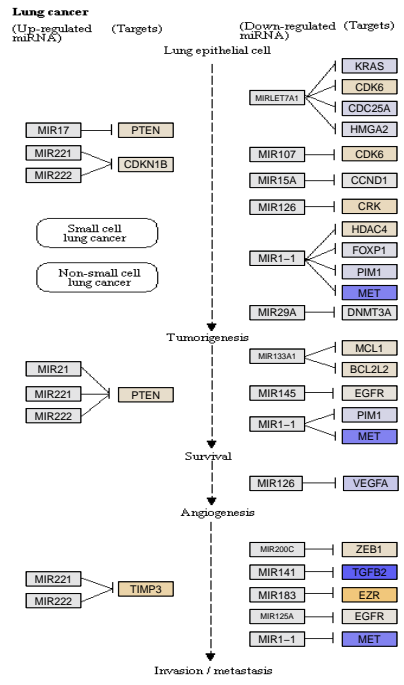 Lung cancer
(Up-regulated miRNA) (Targets)
(Down-regulated miRNA) (Targets)
Lung epithelial cell
MIR17 PTEN
MIR221
MIR222
CDKN1B
Small cell
lung cancer
Non-small cell
lung cancer
MIRLET7A1
KRAS
CDK6
CDC25A
HMGA2
MIR107 CDK6
MIR15A CCND1
MIR126 CRK
MIR1-1
HDAC4
FOXP1
PIM1
MET
MIR29A DNMT3A
Tumorigenesis
MIR21
MIR221
MIR222
PTEN
MIR133A1
MCL1
BCL2L2
MIR145 EGFR
MIR1-1
PIM1
MET
Survival
MIR126 VEGFA
Angiogenesis
MIR221
MIR222
TIMP3
MIR200C ZEB1
MIR141 TGFB2
MIR183 EZR
MIR125A EGFR
MIR1-1 MET
Invasion / metastasis